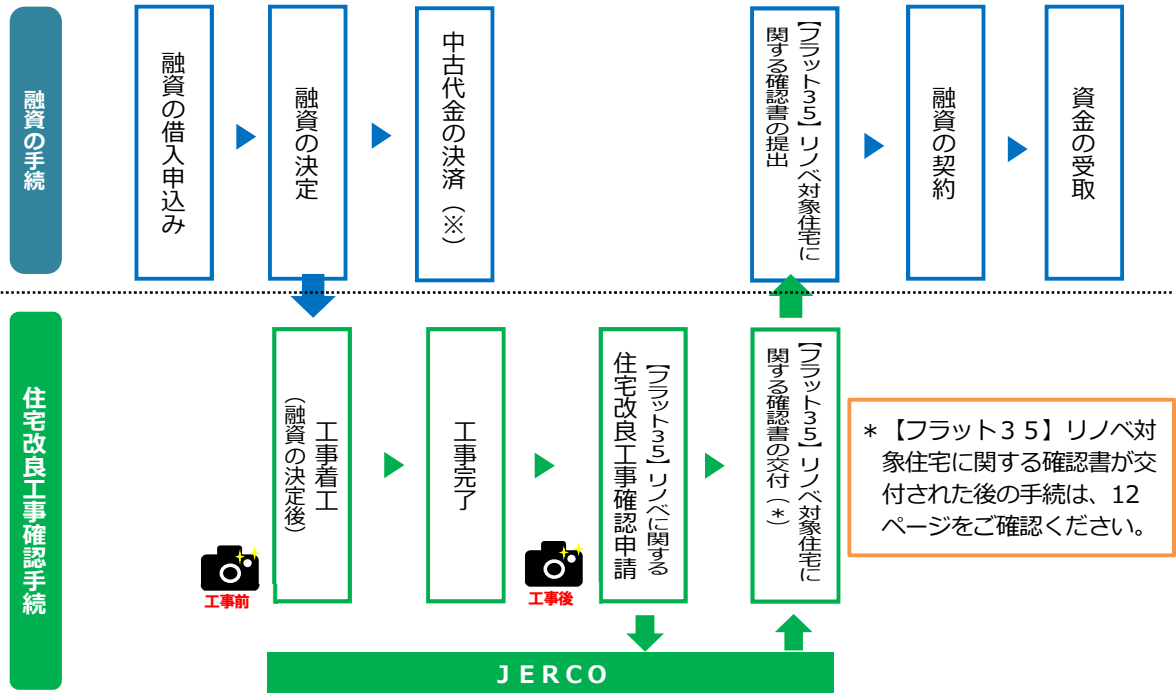 融資の手続
融資の借入申込み
融資の決定
中古代金の決済（※）
【フラット３５】リノベ対象住宅に
関する確認書の提出
融資の契約
資金の受取
住宅改良工事確認手続
工事着工
（融資の決定後）
工事前
工事完了
工事後
【フラット３５】リノベに関する
住宅改良工事確認申請
【フラット３５】リノベ対象住宅に
関する確認書の交付（＊）
＊【フラット３５】リノベ対
象住宅に関する確認書が交
付された後の手続は、12
ページをご確認ください。
ＪＥＲＣＯ